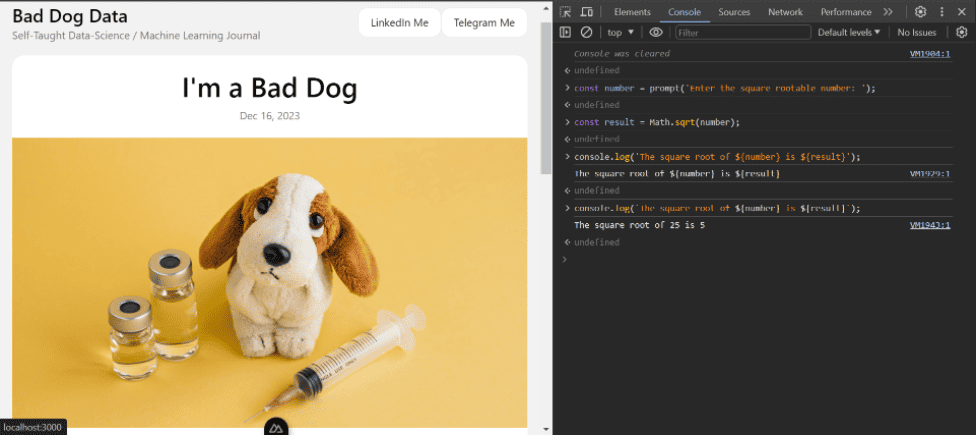 Bad Dog Data
Self-Taught Data-Science / Machine Learning Journal
LinkedIn Me
Telegram Me
I'm a Bad Dog
Dec 16, 2023
localhost:3000
Elements Console Sources Network Performance »
top ▼ Filter Default levels ▼ No Issues
Console was cleared VM1904:1
undefined
const number = prompt('Enter the square rootable number: ');
undefined
const result = Math.sqrt(number);
undefined
console.log('The square root of ${number} is ${result}');
The square root of ${number} is ${result} VM1929:1
undefined
console.log(`The square root of ${number} is ${result}`);
The square root of 25 is 5 VM1943:1
undefined